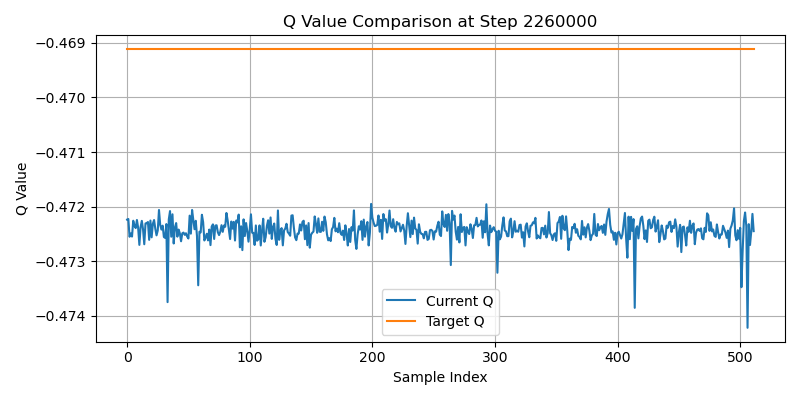 Q Value Comparison at Step 2260000
−0.469
−0.470
−0.471
−0.472
−0.473
−0.474
Q Value
Current Q
Target Q
0 100 200 300 400 500
Sample Index